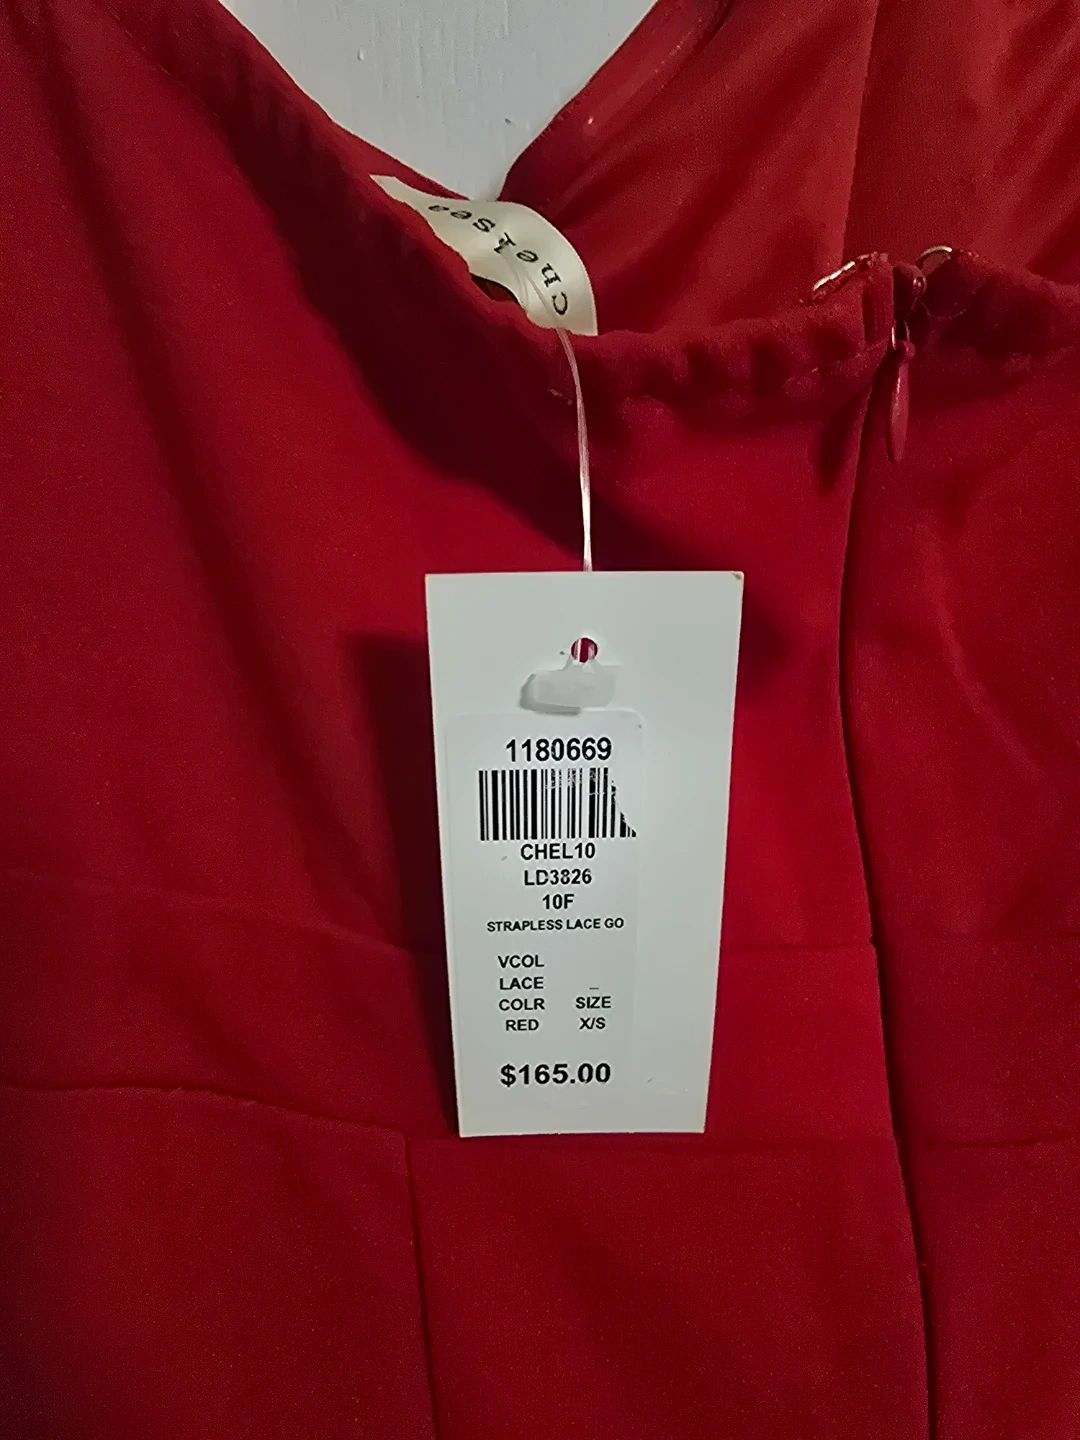 chelsea
1180669
CHEL10
LD3826
10F
STRAPLESS LACE GO
VCOL
LACE _
COLR SIZE
RED X/S
$165.00